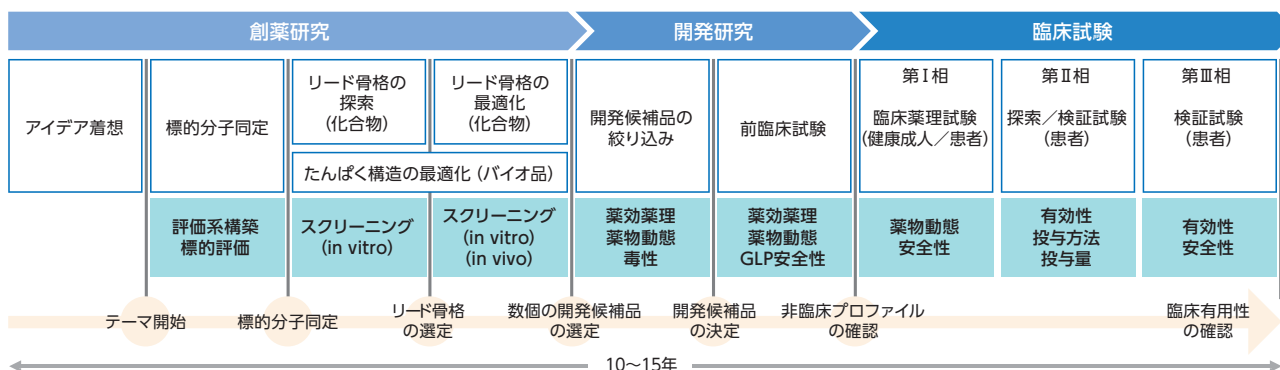 創薬研究
開発研究
臨床試験
アイデア着想
標的分子同定
リード骨格の
探索
(化合物)
リード骨格の
最適化
(化合物)
たんぱく構造の最適化(バイオ品)
開発候補品の
絞り込み
前臨床試験
第Ⅰ相
臨床薬理試験
(健康成人/患者)
第Ⅱ相
探索/検証試験
(患者)
第Ⅲ相
検証試験
(患者)
評価系構築
標的評価
スクリーニング
(in vitro)
スクリーニング
(in vitro)
(in vivo)
薬効薬理
薬物動態
毒性
薬効薬理
薬物動態
GLP安全性
薬物動態
安全性
有効性
投与方法
投与量
有効性
安全性
テーマ開始
標的分子同定
リード骨格
の選定
数個の開発候補品
の選定
開発候補品
の決定
非臨床プロファイル
の確認
臨床有用性
の確認
10〜15年